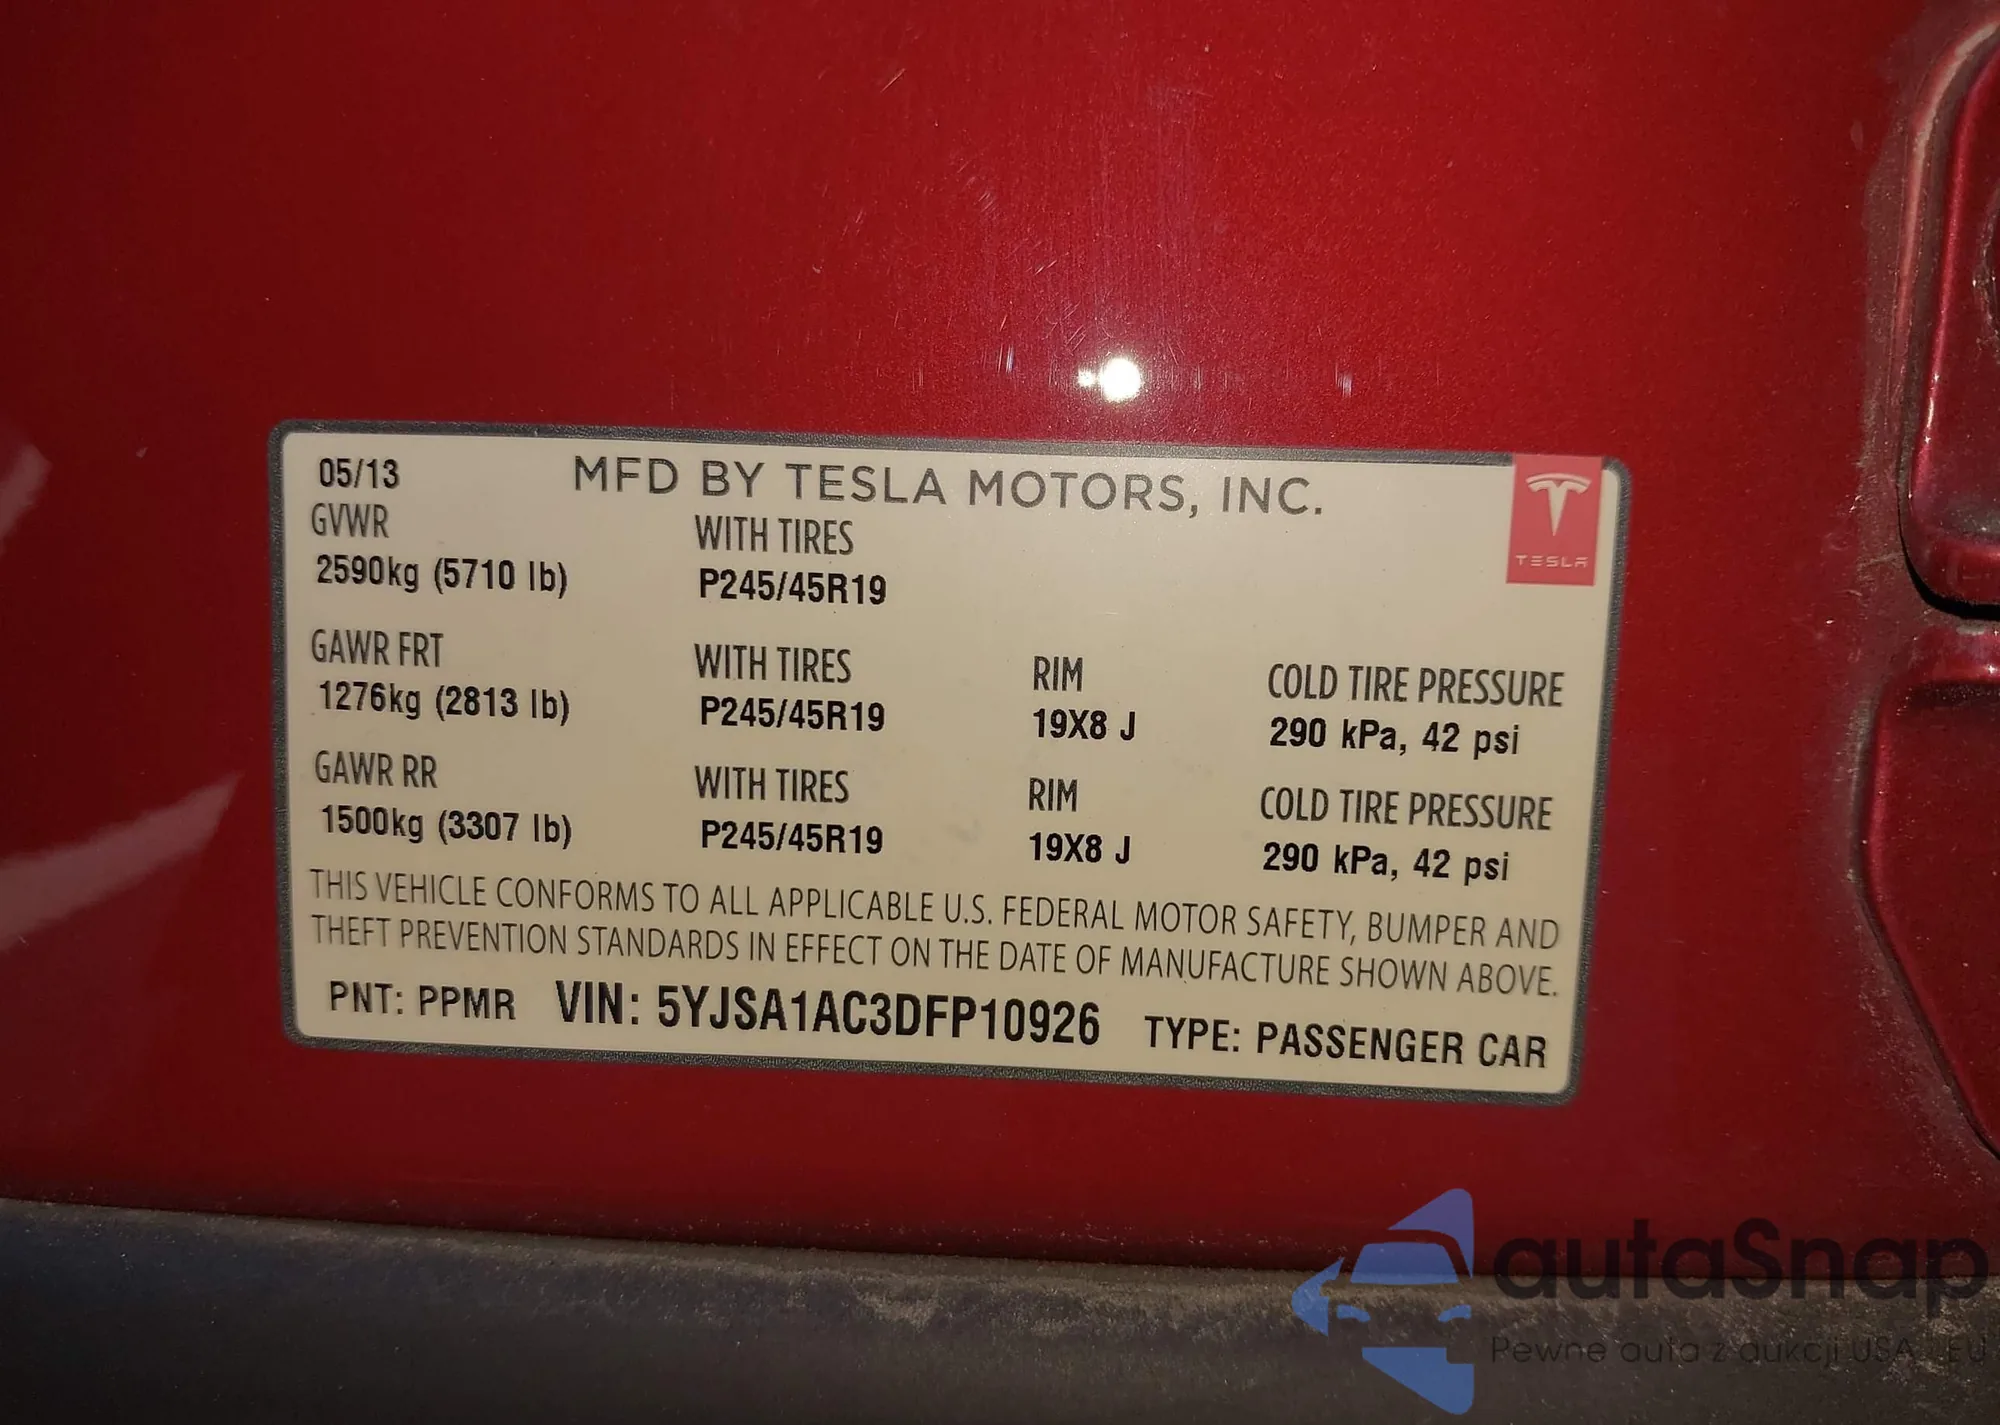 05/13 MFD BY TESLA MOTORS, INC.
TESLA
GVWR WITH TIRES
2590kg (5710 lb) P245/45R19
GAWR FRT WITH TIRES RIM COLD TIRE PRESSURE
1276kg (2813 lb) P245/45R19 19X8 J 290 kPa, 42 psi
GAWR RR WITH TIRES RIM COLD TIRE PRESSURE
1500kg (3307 lb) P245/45R19 19X8 J 290 kPa, 42 psi
THIS VEHICLE CONFORMS TO ALL APPLICABLE U.S. FEDERAL MOTOR SAFETY, BUMPER AND
THEFT PREVENTION STANDARDS IN EFFECT ON THE DATE OF MANUFACTURE SHOWN ABOVE.
PNT: PPMR VIN: 5YJSA1AC3DFP10926 TYPE: PASSENGER CAR
autaSnap
Pewne auta z aukcji USA EU